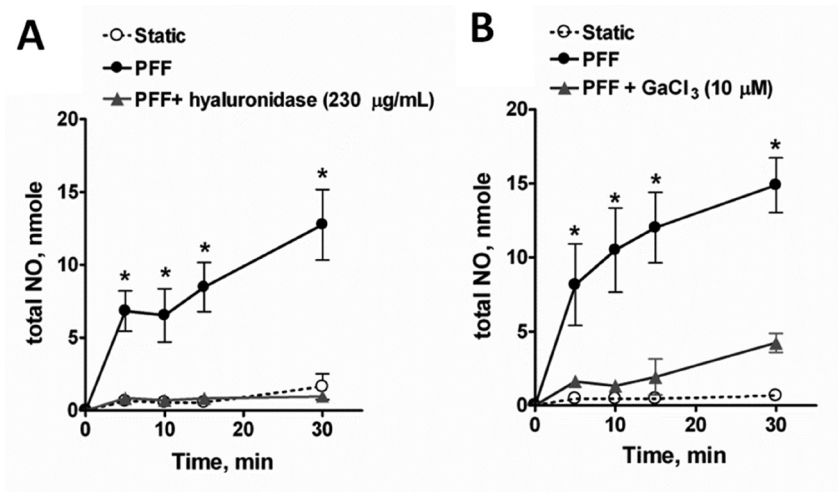 A
Static
PFF
PFF+ hyaluronidase (230 μg/mL)
20
15
10
5
0
total NO, nmole
* * * *
0 10 20 30
Time, min
B
Static
PFF
PFF + GaCl3 (10 μM)
20
15
10
5
0
total NO, nmole
* * * *
0 10 20 30
Time, min